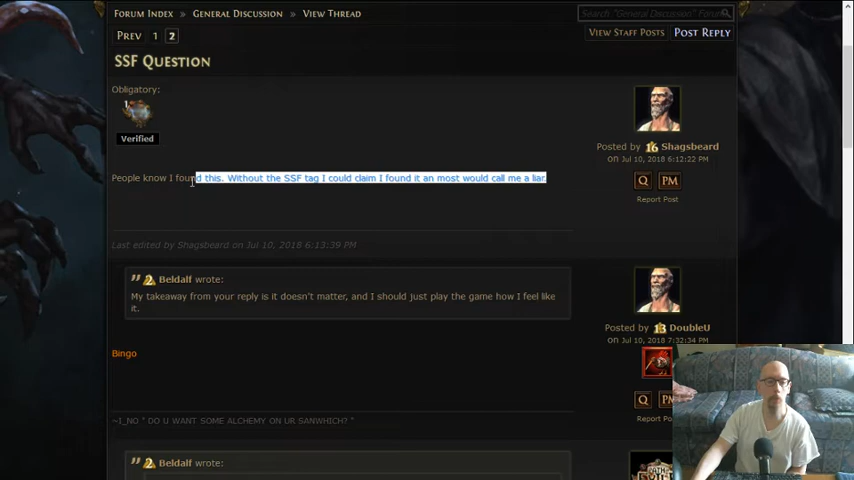 FORUM INDEX > GENERAL DISCUSSION > VIEW THREAD
Search "General Discussion" Forum
PREV 1 2
VIEW STAFF POSTS POST REPLY
SSF QUESTION
Obligatory:
Verified
Posted by 16 Shagsbeard
on Jul 10, 2018 6:12:22 PM
Q PM
Report Post
People know I found this. Without the SSF tag I could claim I found it an most would call me a liar.
Last edited by Shagsbeard on Jul 10, 2018 6:13:39 PM
" 2 Beldalf wrote:
My takeaway from your reply is it doesn't matter, and I should just play the game how I feel like
it.
Posted by 13 DoubleU
on Jul 10, 2018 7:32:34 PM
Bingo
Q PM
Report Post
~]_NO " DO U WANT SOME ALCHEMY ON UR SANWHICH? "
" 2 Beldalf wrote: